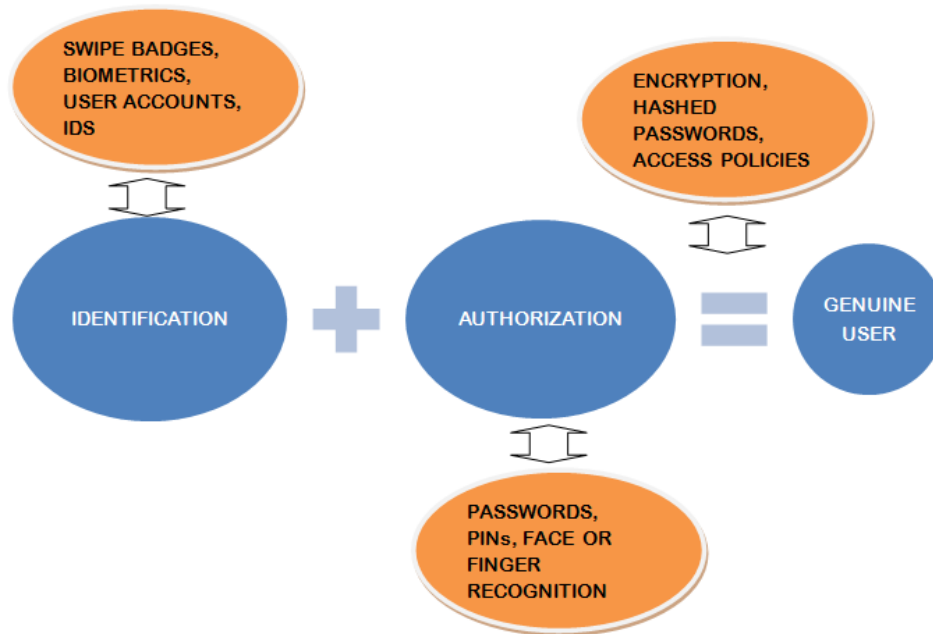 SWIPE BADGES,
BIOMETRICS,
USER ACCOUNTS,
IDS
ENCRYPTION,
HASHED
PASSWORDS,
ACCESS POLICIES
IDENTIFICATION
AUTHORIZATION
GENUINE
USER
PASSWORDS,
PINs, FACE OR
FINGER
RECOGNITION